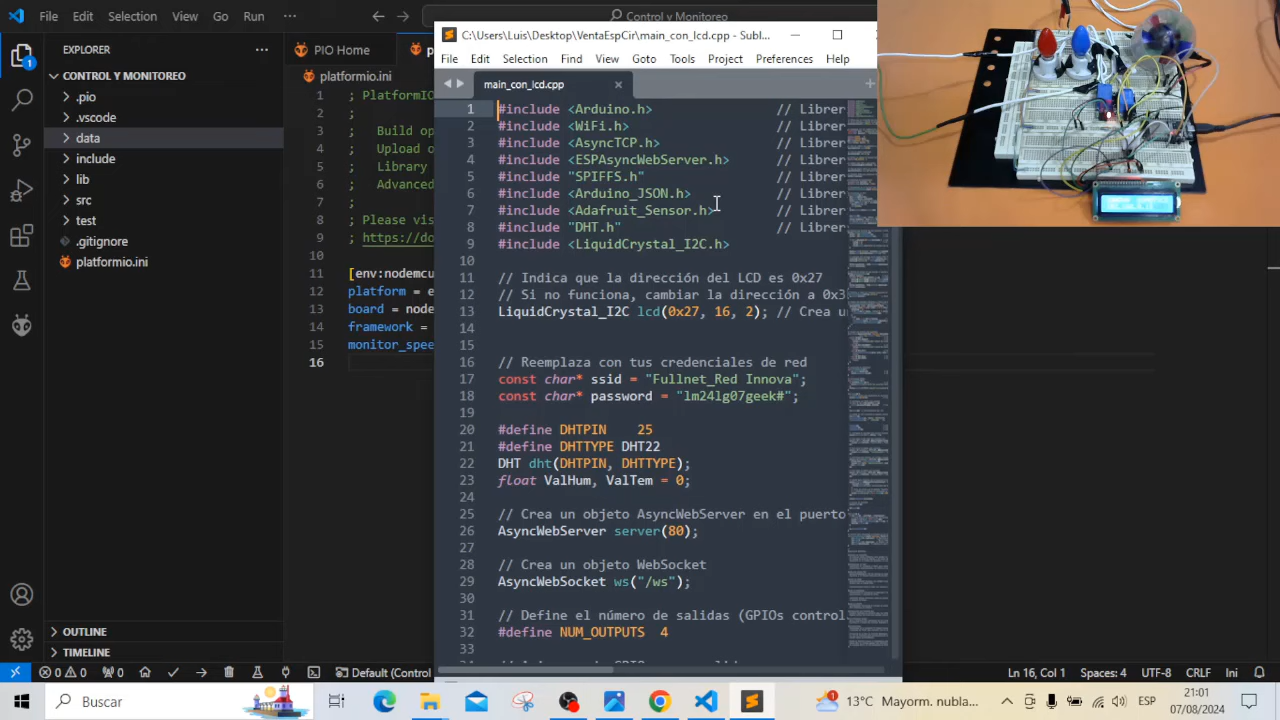 File Edit Selection View Go Run
Control y Monitoreo
C:\Users\Luis\Desktop\VentaEspCir\main_con_lcd.cpp - Subl...
File Edit Selection Find View Goto Tools Project Preferences Help
main_con_lcd.cpp
EXPLORER
PIO Home
CONTROL Y MONITOREO
platformio.ini
.pio
.vscode
data
include
lib
src
test
.gitignore
platformio.ini
1 ; PlatformIO
2 ;
3 ; Build op
4 ; Upload o
5 ; Library
6 ; Advanced
7 ;
8 ; Please vis
9 ; https://do
10
11 [env:nodemcu
12 platform = e
13 board = node
14 framework =
15 monitor_spee
16
1 #include <Arduino.h> // Librer
2 #include <WiFi.h> // Librer
3 #include <AsyncTCP.h> // Librer
4 #include <ESPAsyncWebServer.h> // Librer
5 #include "SPIFFS.h" // Librer
6 #include <Arduino_JSON.h> // Librer
7 #include <Adafruit_Sensor.h> // Librer
8 #include "DHT.h" // Librer
9 #include <LiquidCrystal_I2C.h>
10
11 // Indica que la dirección del LCD es 0x27
12 // Si no funciona, cambiar la dirección a 0x3
13 LiquidCrystal_I2C lcd(0x27, 16, 2); // Crea u
14
15
16 // Reemplaza con tus credenciales de red
17 const char* ssid = "Fullnet_Red Innova";
18 const char* password = "lm24lg07geek#";
19
20 #define DHTPIN 25
21 #define DHTTYPE DHT22
22 DHT dht(DHTPIN, DHTTYPE);
23 float ValHum, ValTem = 0;
24
25 // Crea un objeto AsyncWebServer en el puerto
26 AsyncWebServer server(80);
27
28 // Crea un objeto WebSocket
29 AsyncWebSocket ws("/ws");
30
31 // Define el número de salidas (GPIOs control
32 #define NUM_OUTPUTS 4
33
OUTLINE
TIMELINE
0 0 0 Default (Control
Ln 16, Col 1 Spaces: 4 UTF-8 CRLF Ini
Buscar
13°C Mayorm. nubla...
ESP
21:01
07/08/2024